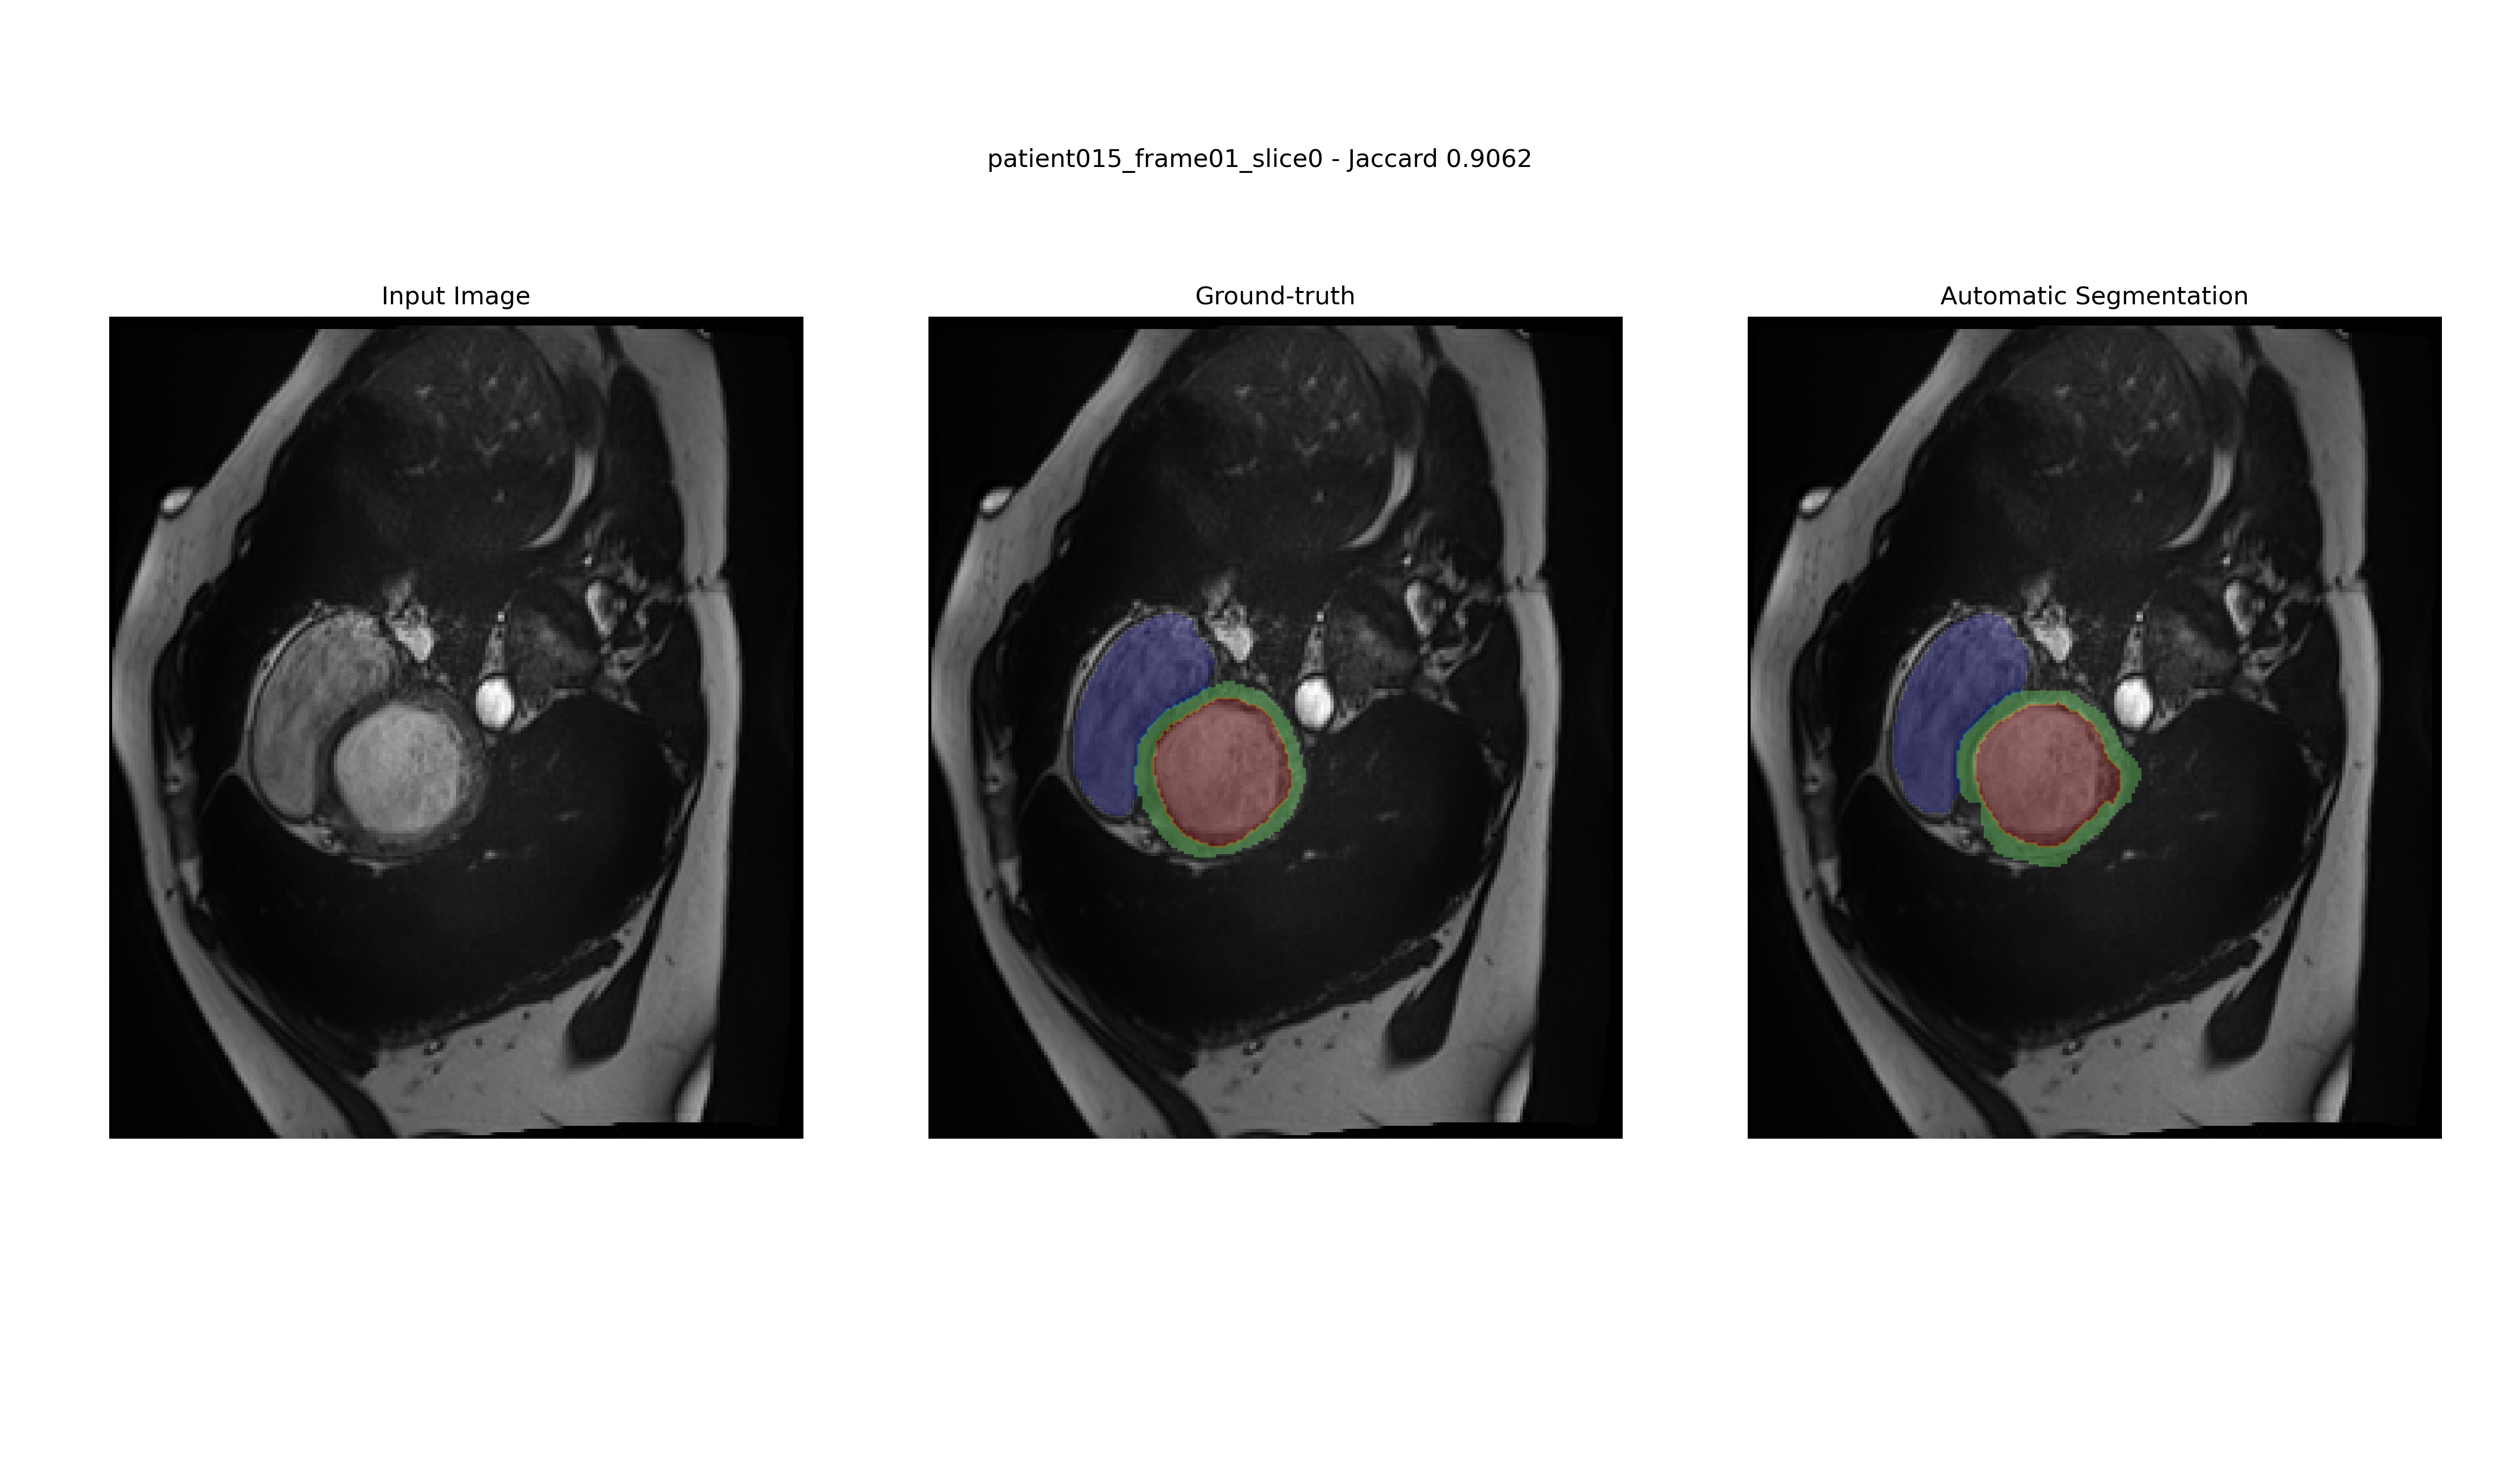 patient015_frame01_slice0 - Jaccard 0.9062
Input Image
Ground-truth
Automatic Segmentation